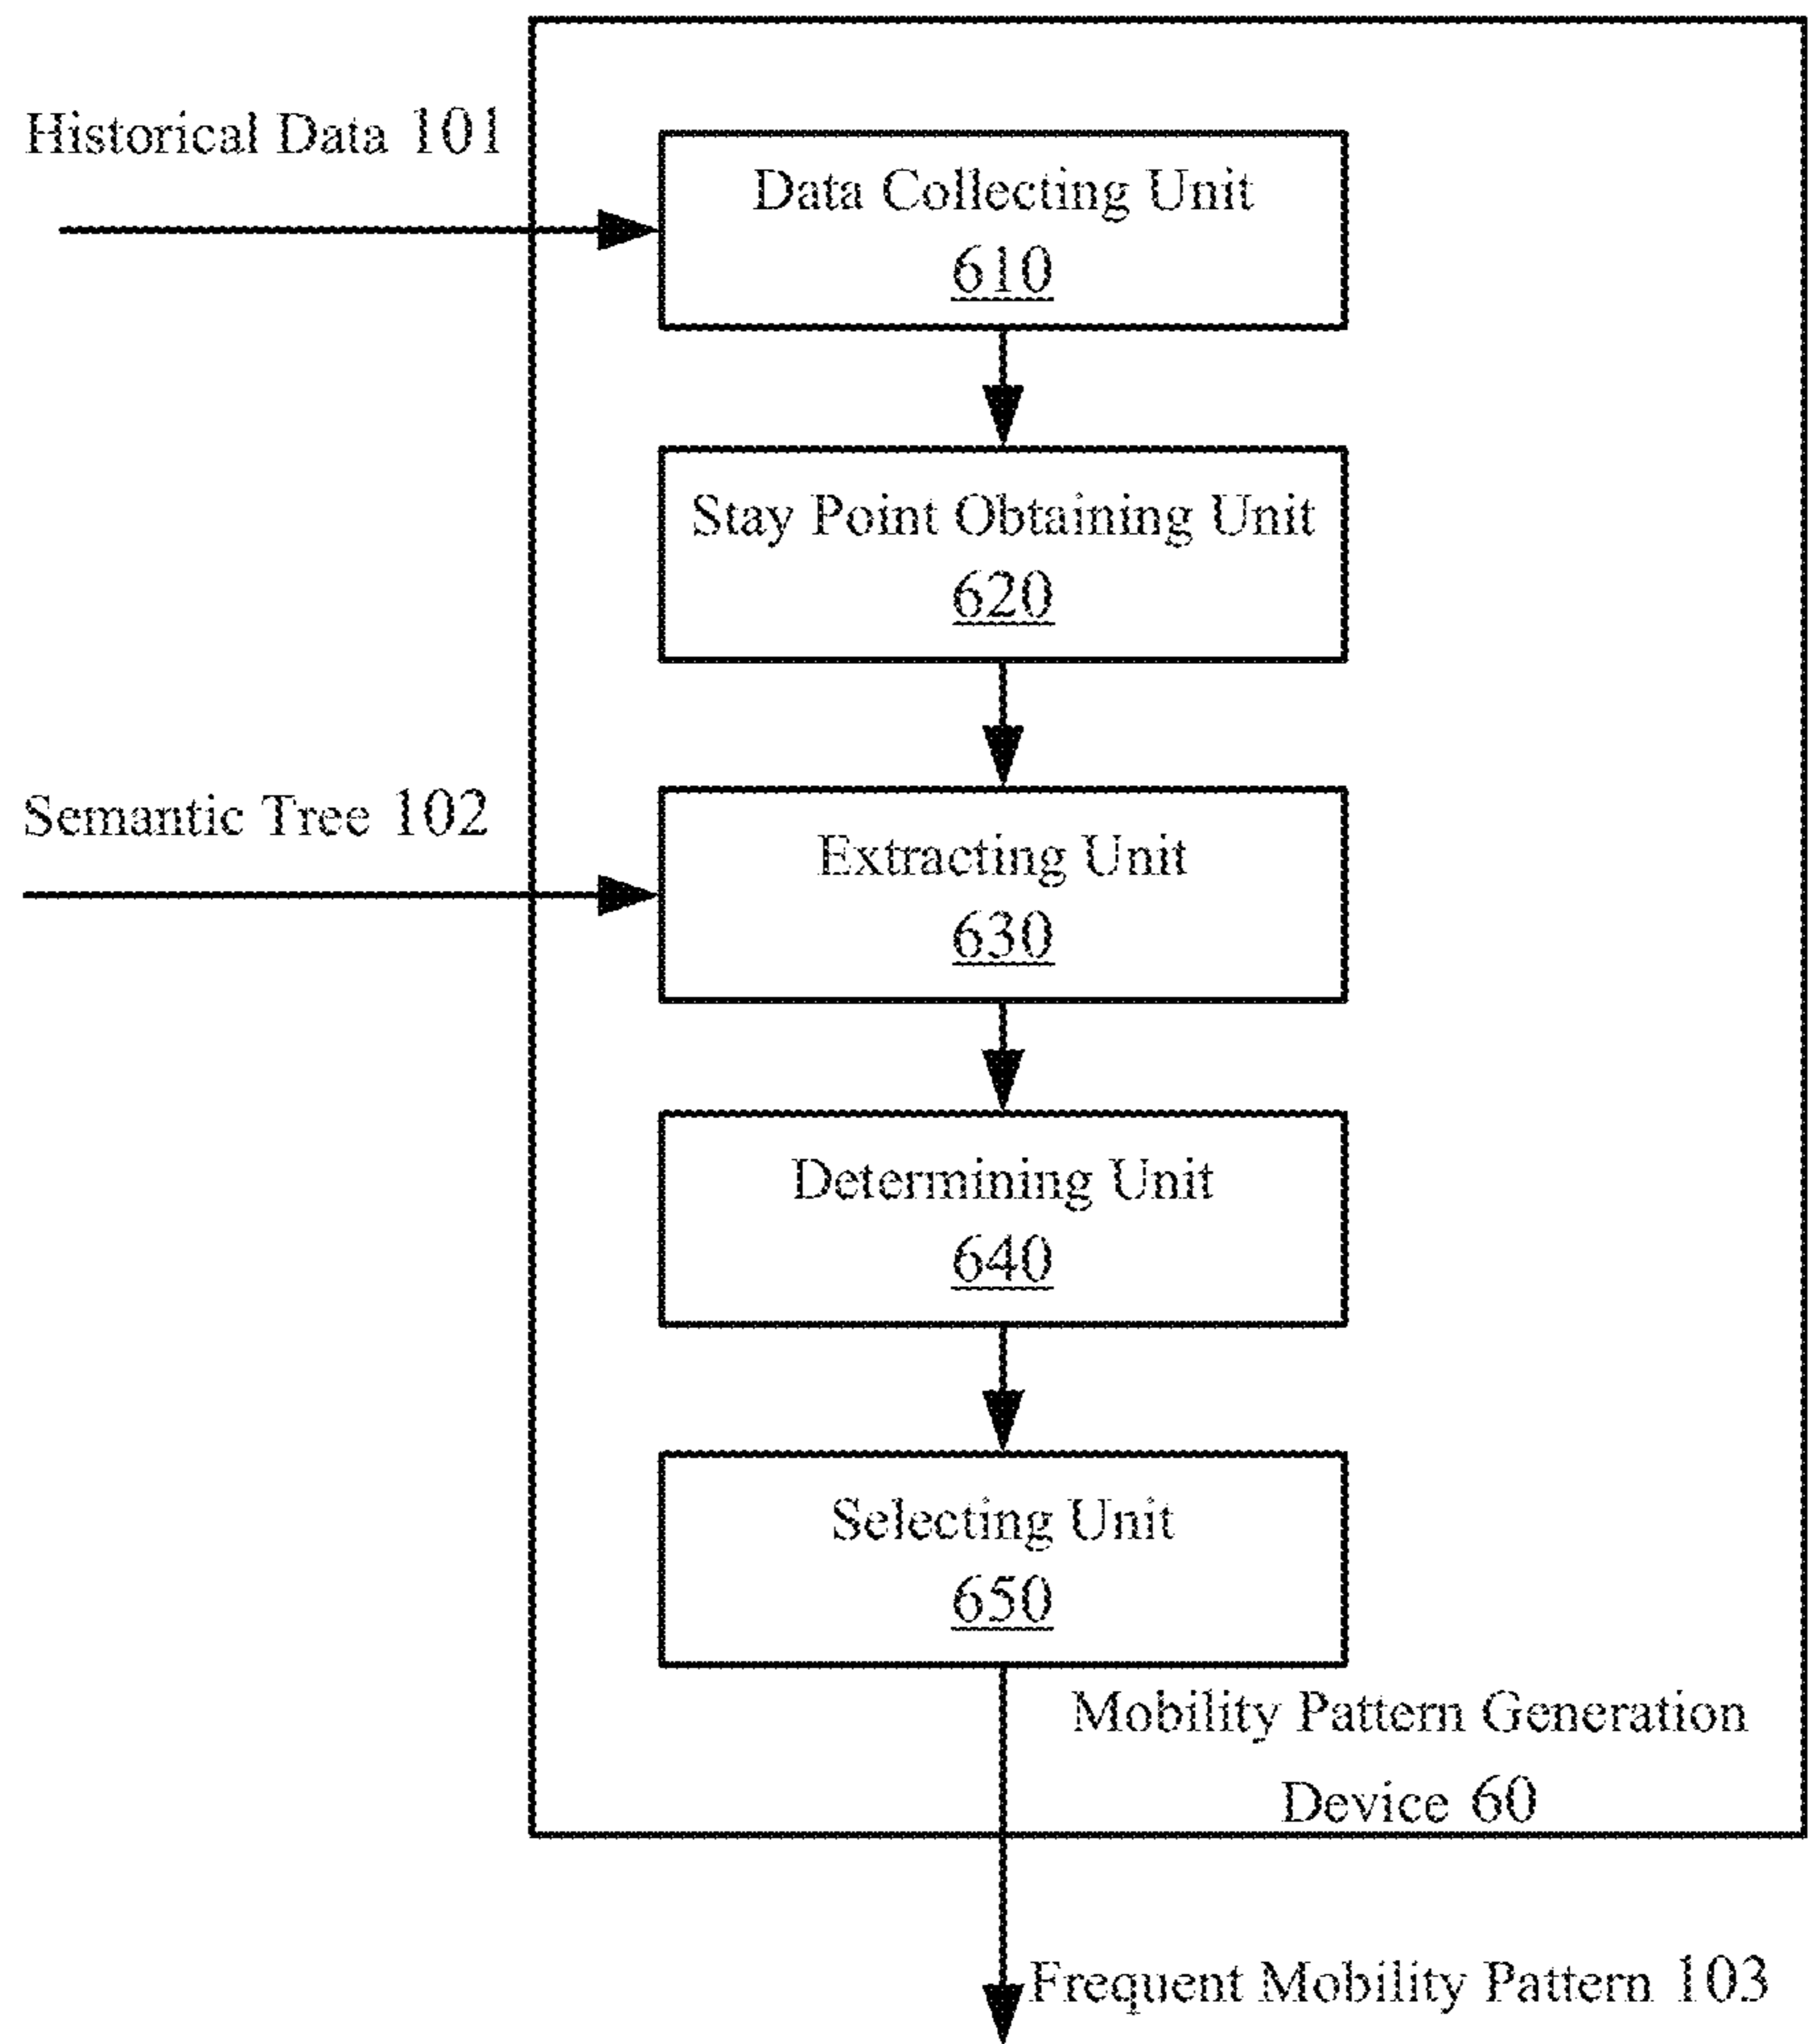 Historical Data 101
Data Collecting Unit
610
Stay Point Obtaining Unit
620
Semantic Tree 102
Extracting Unit
630
Determining Unit
640
Selecting Unit
650
Mobility Pattern Generation
Device 60
Frequent Mobility Pattern 103